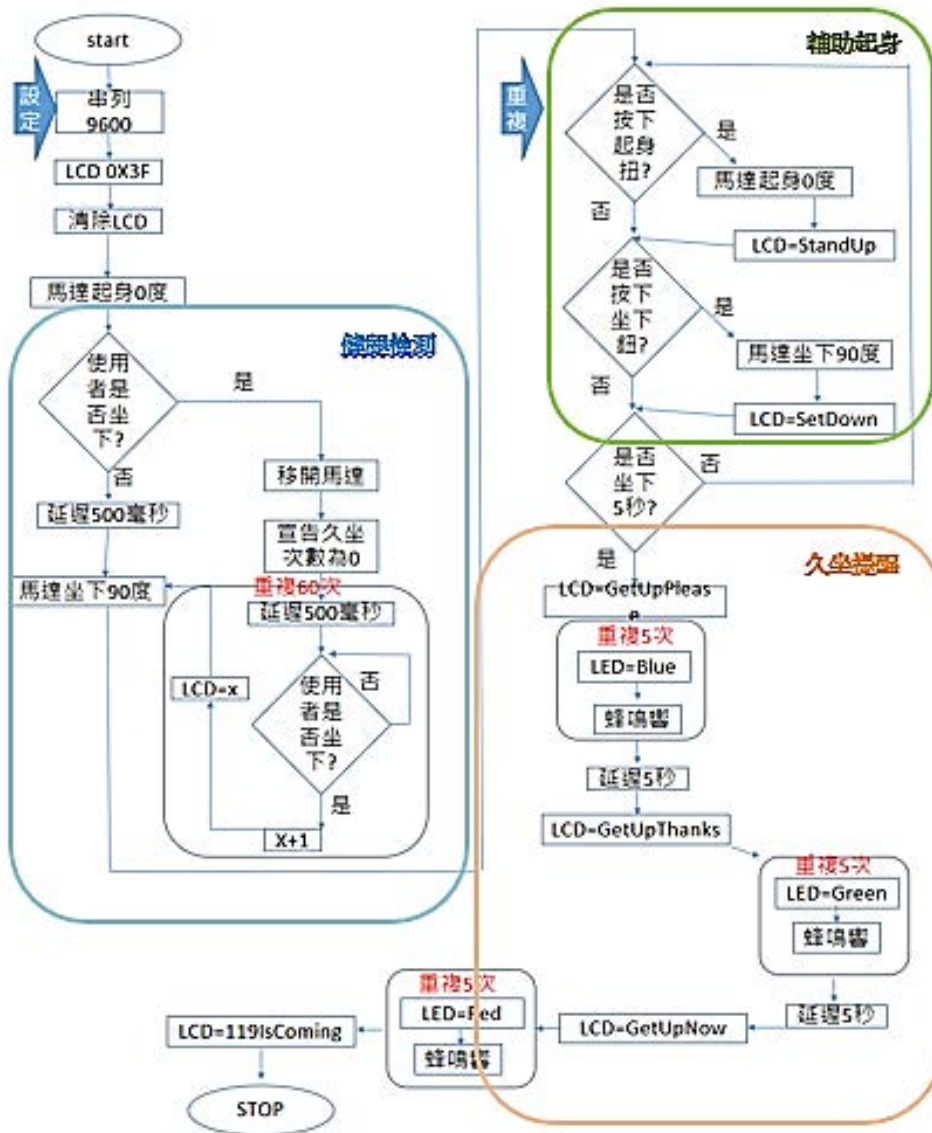 start
設定
串列
9600
LCD 0X3F
清除LCD
馬達起身0度
健腿檢測
使用
者是
否坐
下?
是
否
延遲500毫秒
馬達坐下90度
移開馬達
宣告久坐
次數為0
重複60次
延遲500毫秒
使用
者是
否坐
下?
否
是
X+1
LCD=x
輔助起身
重複
是否
按下
起身
扭?
是
馬達起身0度
LCD=StandUp
否
是否
按下
坐下
鈕?
是
馬達坐下90度
LCD=SetDown
否
是否
坐下
5秒?
否
是
久坐提醒
LCD=GetUpPleas
e
重複5次
LED=Blue
蜂鳴響
延遲5秒
LCD=GetUpThanks
重複5次
LED=Green
蜂鳴響
延遲5秒
LCD=GetUpNow
重複5次
LED=Red
蜂鳴響
LCD=119IsComing
STOP